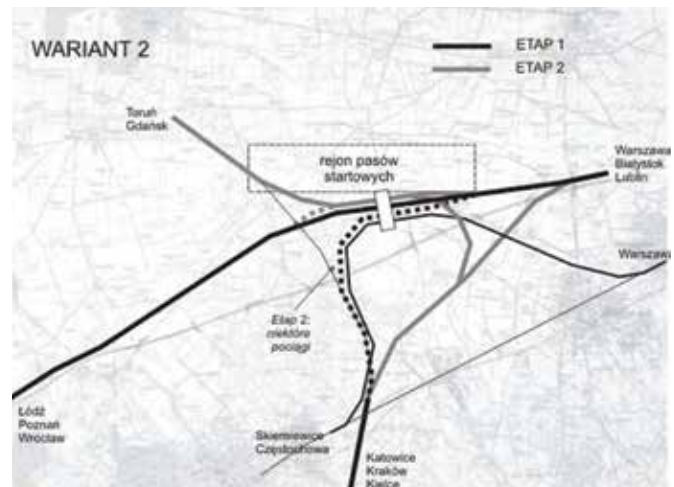 WARIANT 2
ETAP 1
ETAP 2
Toruń
Gdańsk
rejon pasów
startowych
Warszawa
Białystok
Lublin
Warszawa
Etap 2:
niektóre
pociągi
Łódź
Poznań
Wrocław
Skierniewice
Częstochowa
Katowice
Kraków
Kielce